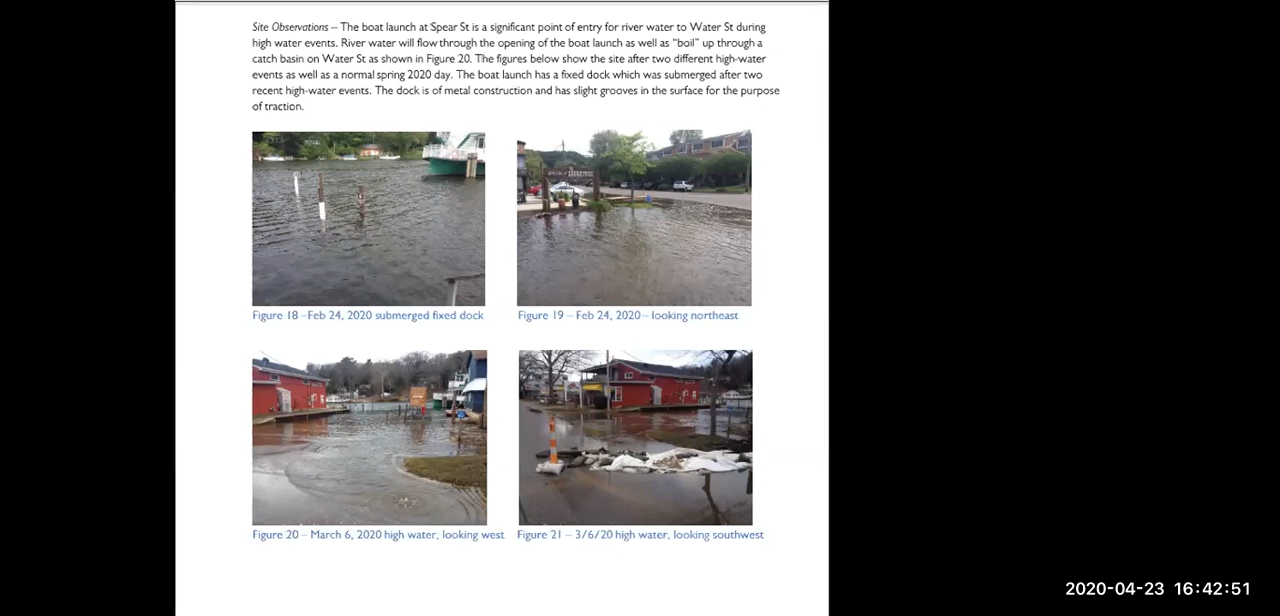 Site Observations – The boat launch at Spear St is a significant point of entry for river water to Water St during
high water events. River water will flow through the opening of the boat launch as well as “boil” up through a
catch basin on Water St as shown in Figure 20. The figures below show the site after two different high-water
events as well as a normal spring 2020 day. The boat launch has a fixed dock which was submerged after two
recent high-water events. The dock is of metal construction and has slight grooves in the surface for the purpose
of traction.
Figure 18 –Feb 24, 2020 submerged fixed dock
Figure 19 – Feb 24, 2020 – looking northeast
Figure 20 – March 6, 2020 high water, looking west
Figure 21 – 3/6/20 high water, looking southwest
2020-04-23 16:42:51